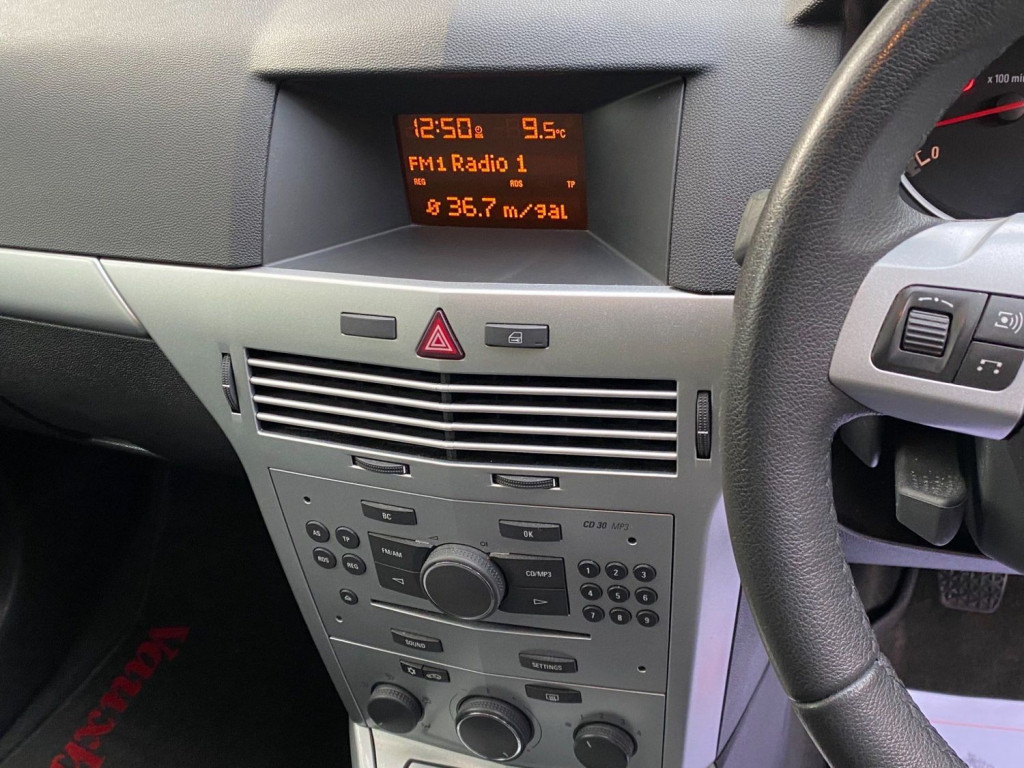 12:50 9.5°C
FM1 Radio 1
REG RDS TP
Ø 36.7 m/gal
x 100
0
BC
OK
CD 30 MP3
AS TP
RDS REG
FM/AM
CD/MP3
1 2 3
4 5 6
7 8 9
SOUND
SETTINGS